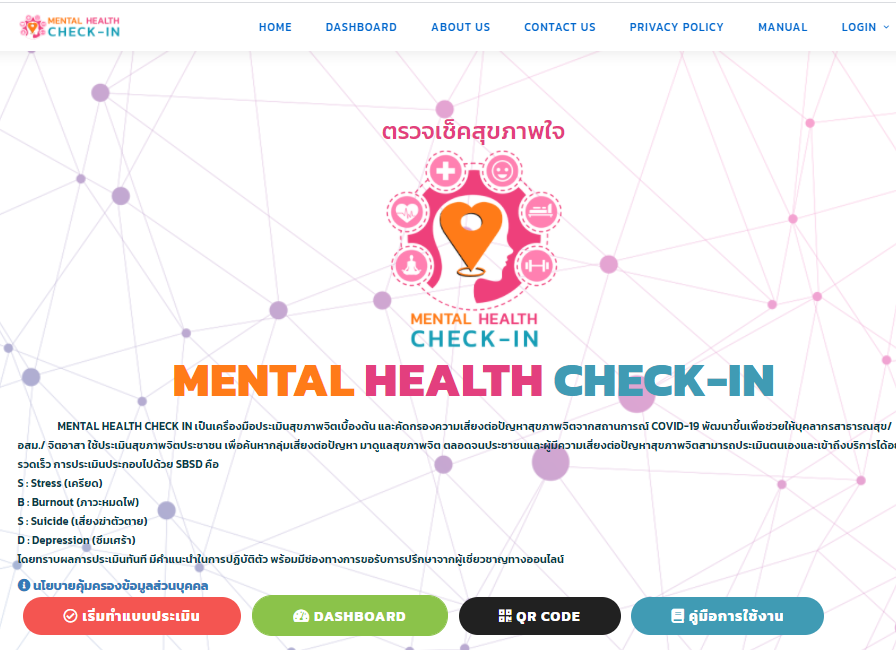 MENTAL HEALTH
CHECK-IN
HOME DASHBOARD ABOUT US CONTACT US PRIVACY POLICY MANUAL LOGIN
ตรวจเช็คสุขภาพใจ
MENTAL HEALTH
CHECK-IN
MENTAL HEALTH CHECK-IN
MENTAL HEALTH CHECK IN เป็นเครื่องมือประเมินสุขภาพจิตเบื้องต้น และคัดกรองความเสี่ยงต่อปัญหาสุขภาพจิตจากสถานการณ์ COVID-19 พัฒนาขึ้นเพื่อช่วยให้บุคลากรสาธารณสุข/
อสม./ จิตอาสา ใช้ประเมินสุขภาพจิตประชาชน เพื่อค้นหากลุ่มเสี่ยงต่อปัญหา มาดูแลสุขภาพจิต ตลอดจนประชาชนและผู้มีความเสี่ยงต่อปัญหาสุขภาพจิตสามารถประเมินตนเองและเข้าถึงบริการได้
รวดเร็ว การประเมินประกอบไปด้วย SBSD คือ
S : Stress (เครียด)
B : Burnout (ภาวะหมดไฟ)
S : Suicide (เสี่ยงฆ่าตัวตาย)
D : Depression (ซึมเศร้า)
โดยทราบผลการประเมินทันที มีคำแนะนำในการปฏิบัติตัว พร้อมมีช่องทางการขอรับการปรึกษาจากผู้เชี่ยวชาญทางออนไลน์
นโยบายคุ้มครองข้อมูลส่วนบุคคล
เริ่มทำแบบประเมิน DASHBOARD QR CODE คู่มือการใช้งาน